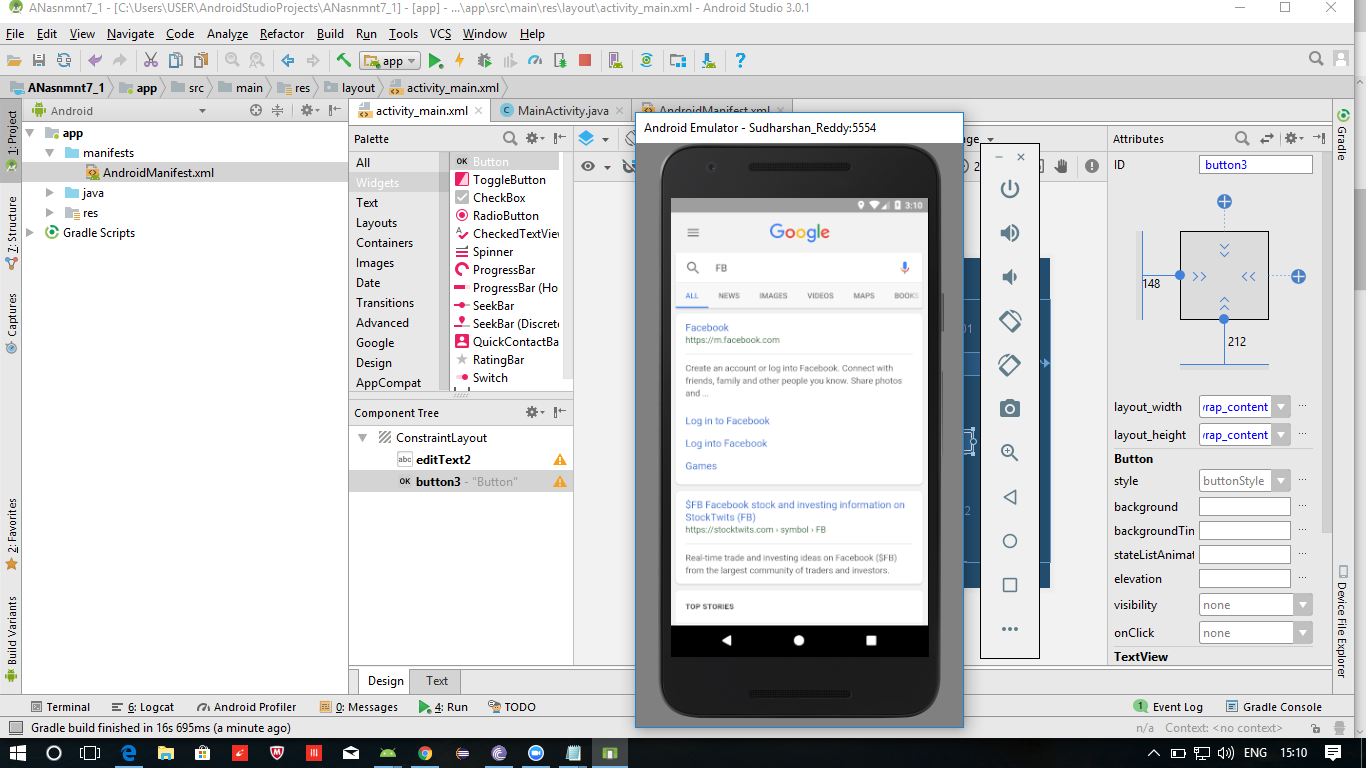 ANasnmnt7_1 - [C:\Users\USER\AndroidStudioProjects\ANasnmnt7_1] - [app] - ...\app\src\main\res\layout\activity_main.xml - Android Studio 3.0.1
File Edit View Navigate Code Analyze Refactor Build Run Tools VCS Window Help
app
ANasnmnt7_1 app src main res layout activity_main.xml
1: Project
7: Structure
Captures
2: Favorites
Build Variants
Android
app
manifests
AndroidManifest.xml
java
res
Gradle Scripts
activity_main.xml MainActivity.java AndroidManifest.xml
Palette
All
Widgets
Text
Layouts
Containers
Images
Date
Transitions
Advanced
Google
Design
AppCompat
OK Button
ToggleButton
CheckBox
RadioButton
CheckedTextVie
Spinner
ProgressBar
ProgressBar (Ho
SeekBar
SeekBar (Discret
QuickContactBa
RatingBar
Switch
Component Tree
ConstraintLayout
abc editText2
OK button3 - "Button"
Design Text
Android Emulator - Sudharshan_Reddy:5554
3:10
Google
FB
ALL NEWS IMAGES VIDEOS MAPS BOOKS
Facebook
https://m.facebook.com
Create an account or log into Facebook. Connect with
friends, family and other people you know. Share photos
and ...
Log in to Facebook
Log into Facebook
Games
$FB Facebook stock and investing information on
StockTwits (FB)
https://stocktwits.com › symbol › FB
Real-time trade and investing ideas on Facebook ($FB)
from the largest community of traders and investors.
TOP STORIES
Attributes
ID button3
148
212
layout_width rap_content
layout_height rap_content
Button
style buttonStyle
background
backgroundTin
stateListAnimat
elevation
visibility none
onClick none
TextView
Gradle
Device File Explorer
Terminal 6: Logcat Android Profiler 0: Messages 4: Run TODO 1 Event Log Gradle Console
Gradle build finished in 16s 695ms (a minute ago) n/a Context: <no context>
ENG 15:10